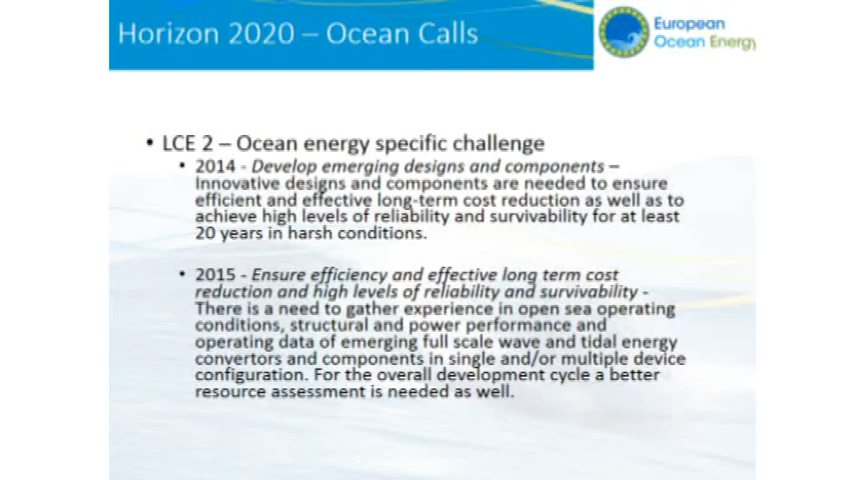 Horizon 2020 – Ocean Calls
European
Ocean Energy
• LCE 2 – Ocean energy specific challenge
• 2014 - Develop emerging designs and components –
Innovative designs and components are needed to ensure
efficient and effective long-term cost reduction as well as to
achieve high levels of reliability and survivability for at least
20 years in harsh conditions.
• 2015 - Ensure efficiency and effective long term cost
reduction and high levels of reliability and survivability -
There is a need to gather experience in open sea operating
conditions, structural and power performance and
operating data of emerging full scale wave and tidal energy
convertors and components in single and/or multiple device
configuration. For the overall development cycle a better
resource assessment is needed as well.